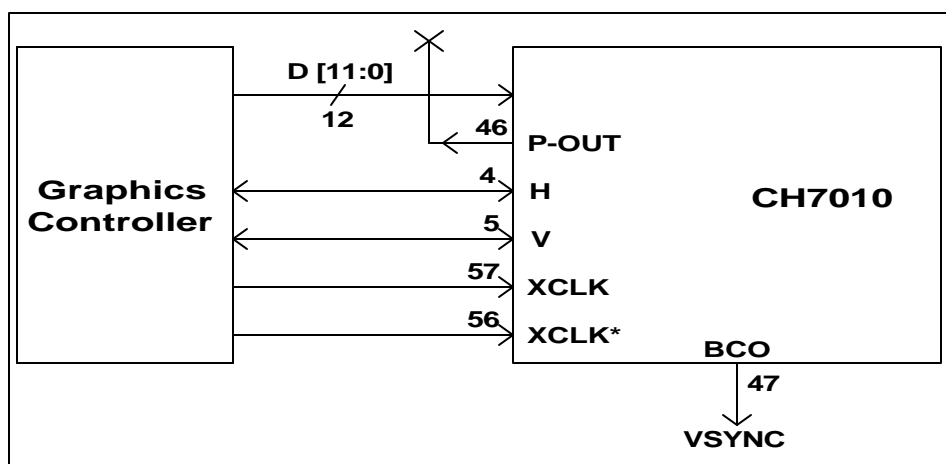 D [11:0]
12
46
P-OUT
Graphics
Controller
4
H
CH7010
5
V
57
XCLK
56
XCLK*
BCO
47
VSYNC